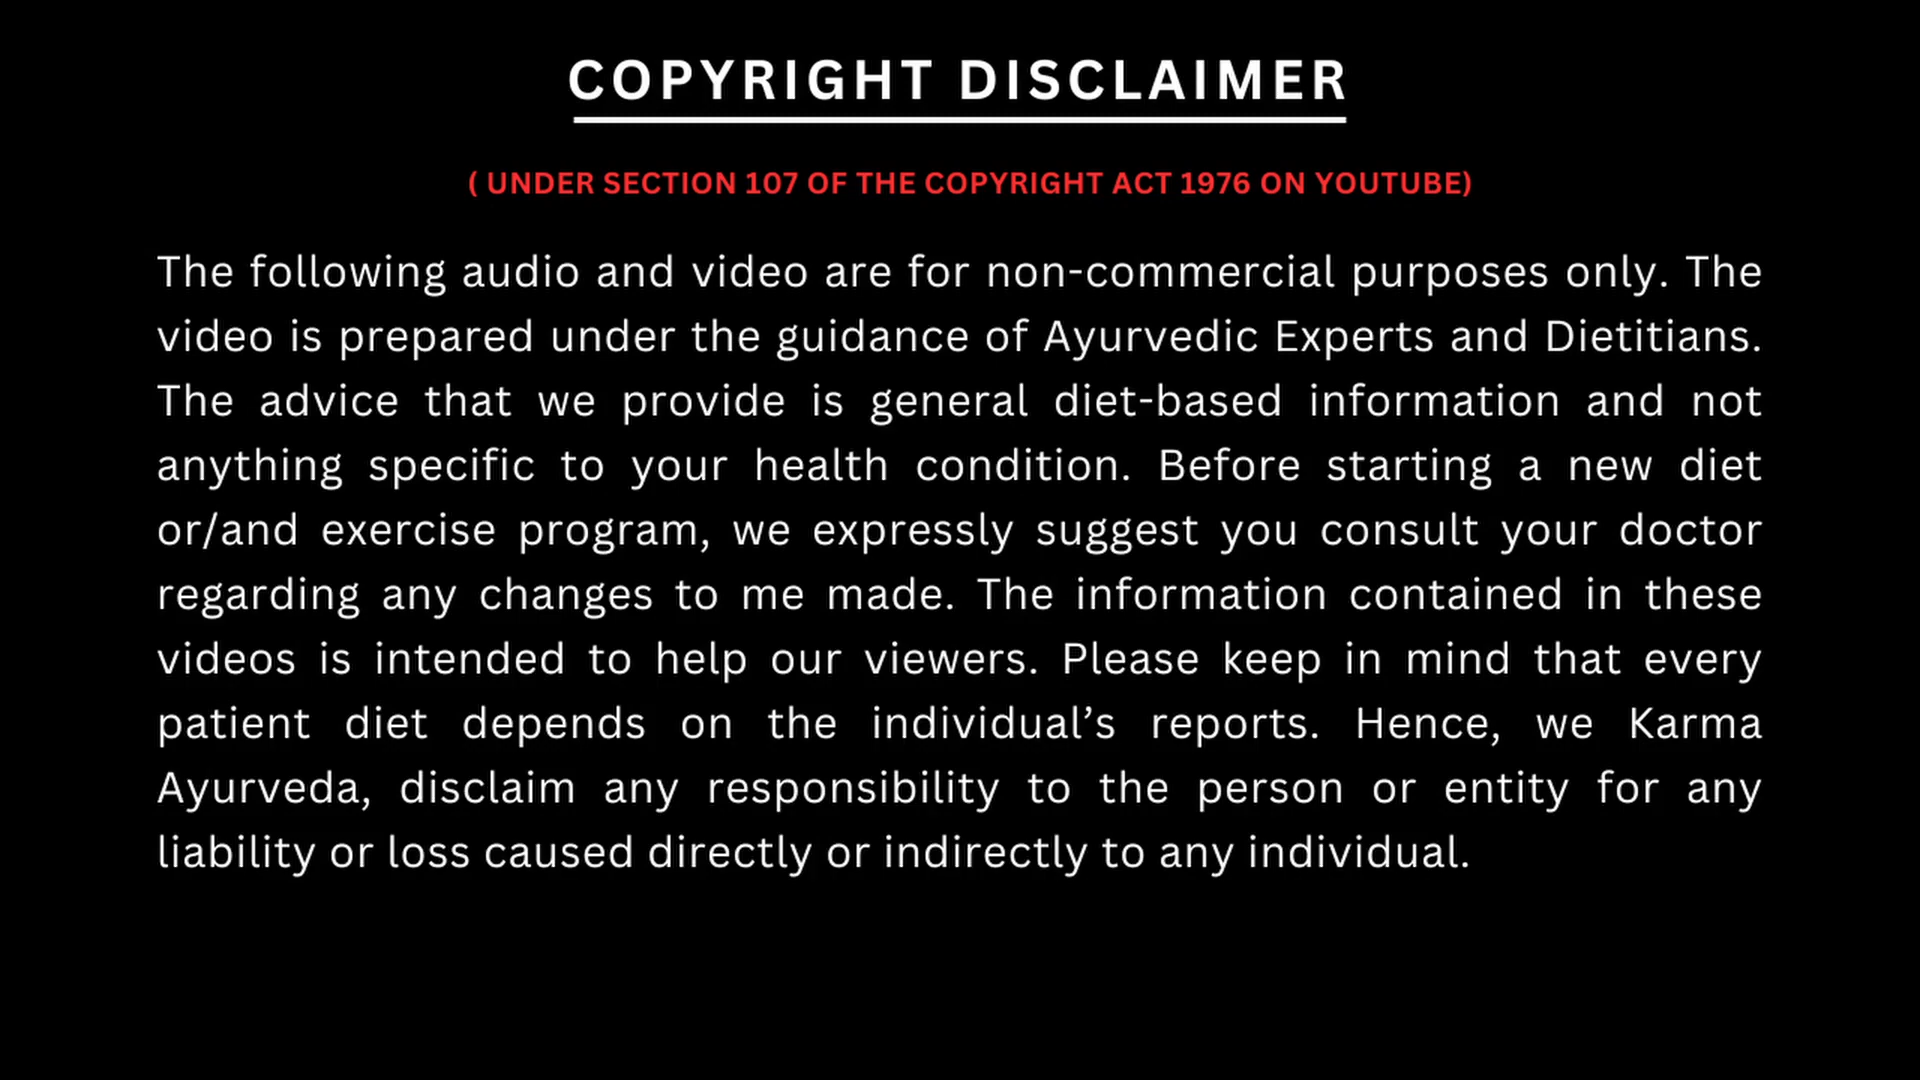 COPYRIGHT DISCLAIMER
( UNDER SECTION 107 OF THE COPYRIGHT ACT 1976 ON YOUTUBE)
The following audio and video are for non-commercial purposes only. The
video is prepared under the guidance of Ayurvedic Experts and Dietitians.
The advice that we provide is general diet-based information and not
anything specific to your health condition. Before starting a new diet
or/and exercise program, we expressly suggest you consult your doctor
regarding any changes to me made. The information contained in these
videos is intended to help our viewers. Please keep in mind that every
patient diet depends on the individual’s reports. Hence, we Karma
Ayurveda, disclaim any responsibility to the person or entity for any
liability or loss caused directly or indirectly to any individual.